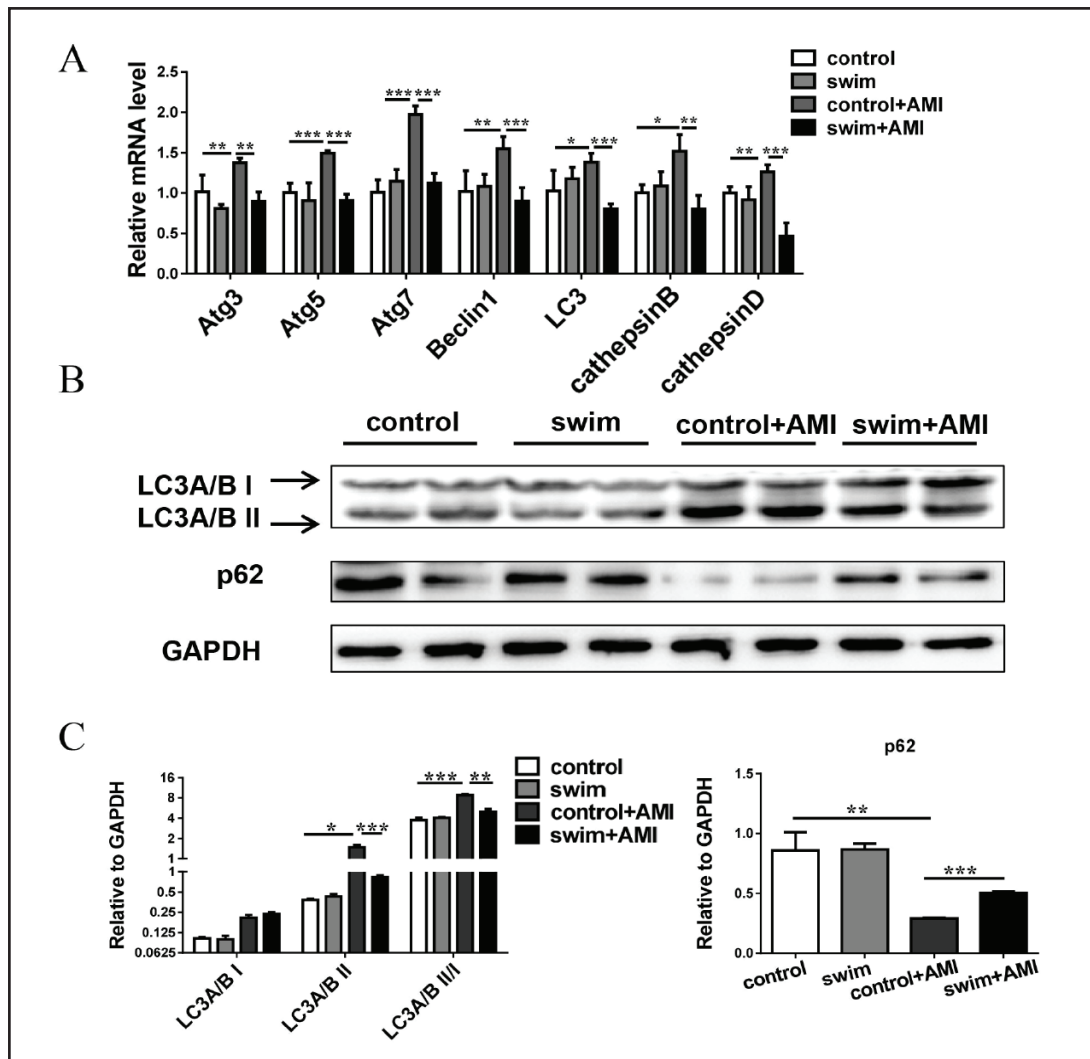 A
control
swim
control+AMI
swim+AMI
Relative mRNA level
2.5
2.0
1.5
1.0
0.5
0.0
** ** *** *** *** *** ** *** * *** * ** ** ***
Atg3 Atg5 Atg7 Beclin1 LC3 cathepsinB cathepsinD
B
control swim control+AMI swim+AMI
LC3A/B I
LC3A/B II
p62
GAPDH
C
control
swim
control+AMI
swim+AMI
Relative to GAPDH
16
8
4
2
1
1
0.5
0.25
0.125
0.0625
* *** *** **
LC3A/B I LC3A/B II LC3A/B II/I
p62
Relative to GAPDH
1.5
1.0
0.5
0.0
**
***
control swim control+AMI swim+AMI